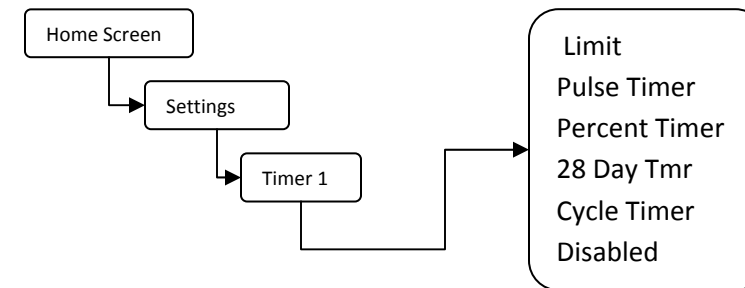 Home Screen
Settings
Timer 1
Limit
Pulse Timer
Percent Timer
28 Day Tmr
Cycle Timer
Disabled